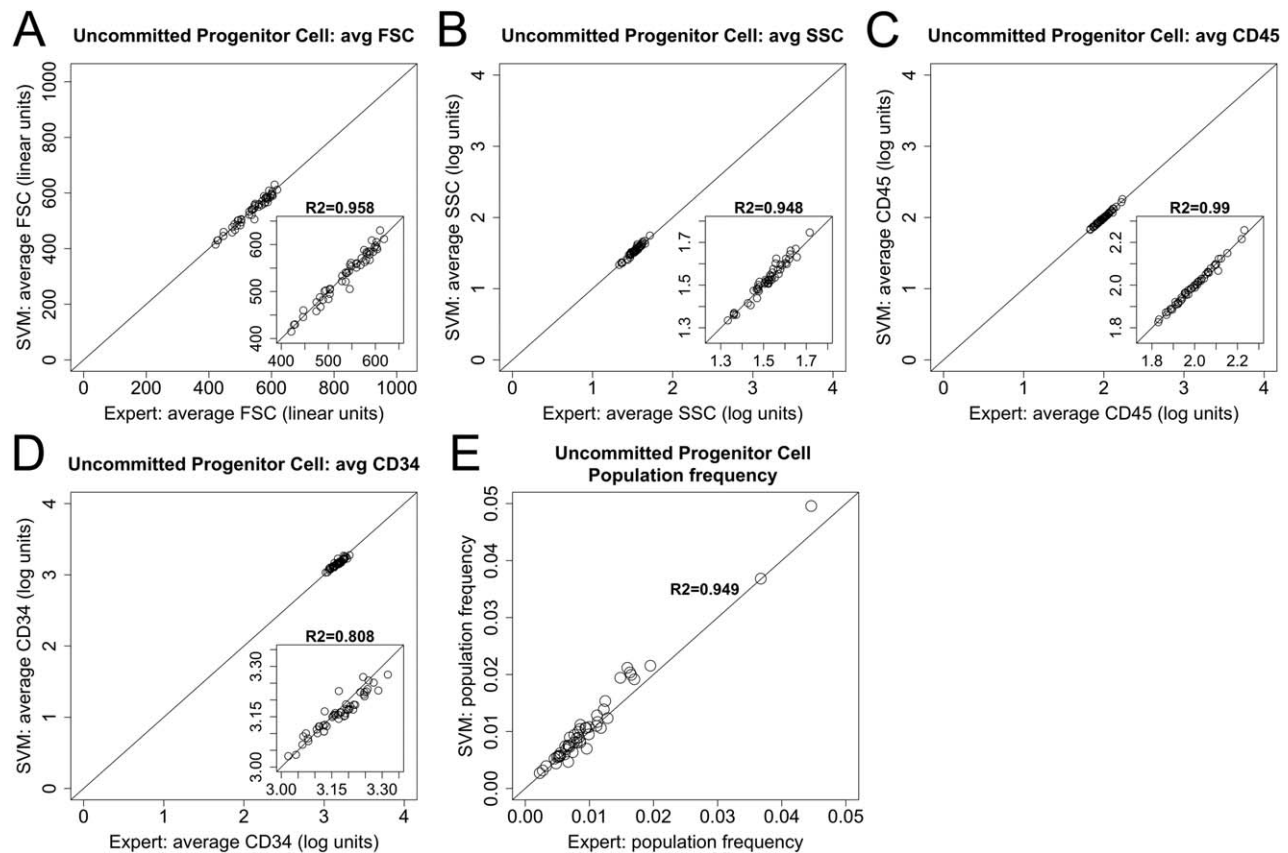 A
Uncommitted Progenitor Cell: avg FSC
SVM: average FSC (linear units)
0 200 400 600 800 1000
R2=0.958
400 500 600
400 500 600
0 200 400 600 800 1000
Expert: average FSC (linear units)
B
Uncommitted Progenitor Cell: avg SSC
SVM: average SSC (log units)
0 1 2 3 4
R2=0.948
1.3 1.5 1.7
1.3 1.5 1.7
0 1 2 3 4
Expert: average SSC (log units)
C
Uncommitted Progenitor Cell: avg CD45
SVM: average CD45 (log units)
0 1 2 3 4
R2=0.99
1.8 2.0 2.2
1.8 2.0 2.2
0 1 2 3 4
Expert: average CD45 (log units)
D
Uncommitted Progenitor Cell: avg CD34
SVM: average CD34 (log units)
0 1 2 3 4
R2=0.808
3.00 3.15 3.30
3.00 3.15 3.30
0 1 2 3 4
Expert: average CD34 (log units)
E
Uncommitted Progenitor Cell
Population frequency
SVM: population frequency
0.00 0.01 0.02 0.03 0.04 0.05
R2=0.949
0.00 0.01 0.02 0.03 0.04 0.05
Expert: population frequency